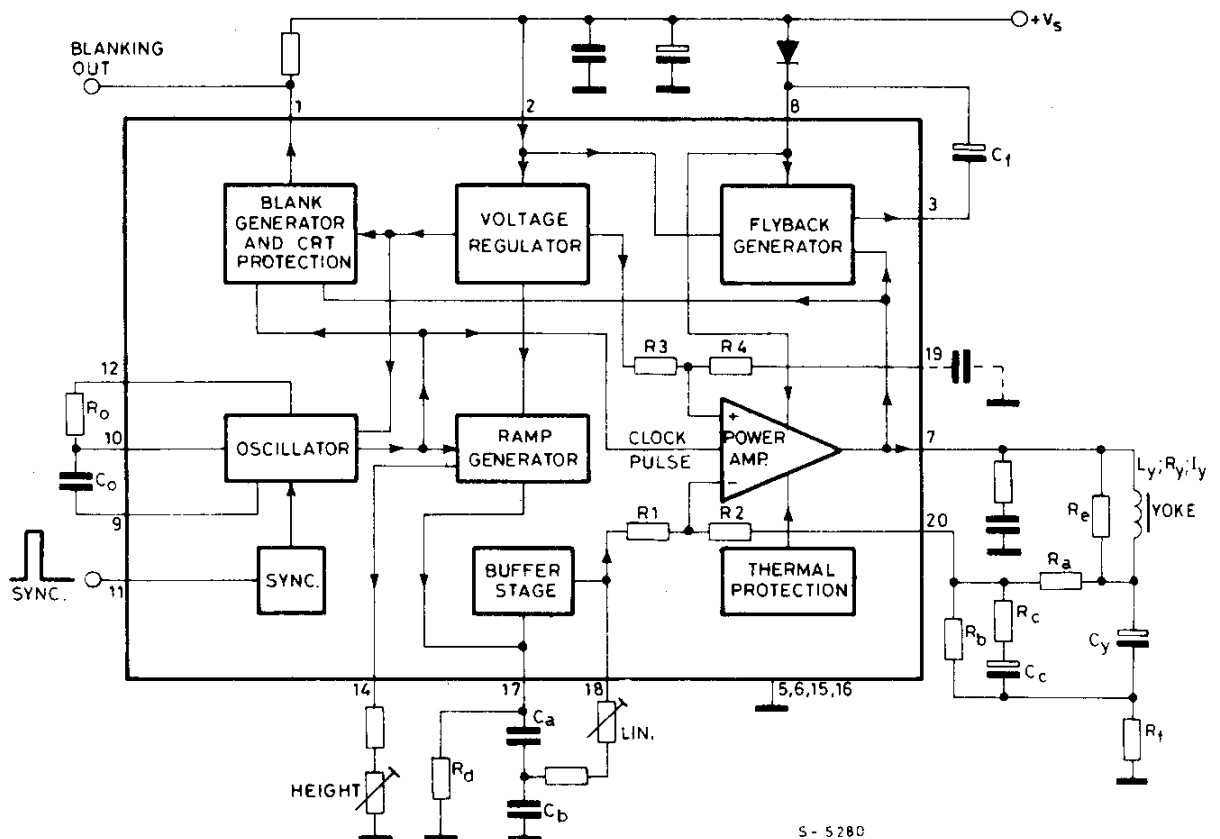 +Vs
BLANKING
OUT
1
2
8
Cf
3
BLANK
GENERATOR
AND CRT
PROTECTION
VOLTAGE
REGULATOR
FLYBACK
GENERATOR
12
R3
R4
19
Ro
10
OSCILLATOR
RAMP
GENERATOR
CLOCK
PULSE
+
POWER
AMP.
−
7
Ly;Ry;Iy
YOKE
Re
Co
9
R1
R2
20
SYNC.
11
SYNC.
BUFFER
STAGE
THERMAL
PROTECTION
Ra
Rb
Rc
Cc
Cy
14
17
18
5,6,15,16
Ca
LIN.
Rf
HEIGHT
Rd
Cb
S - 5280